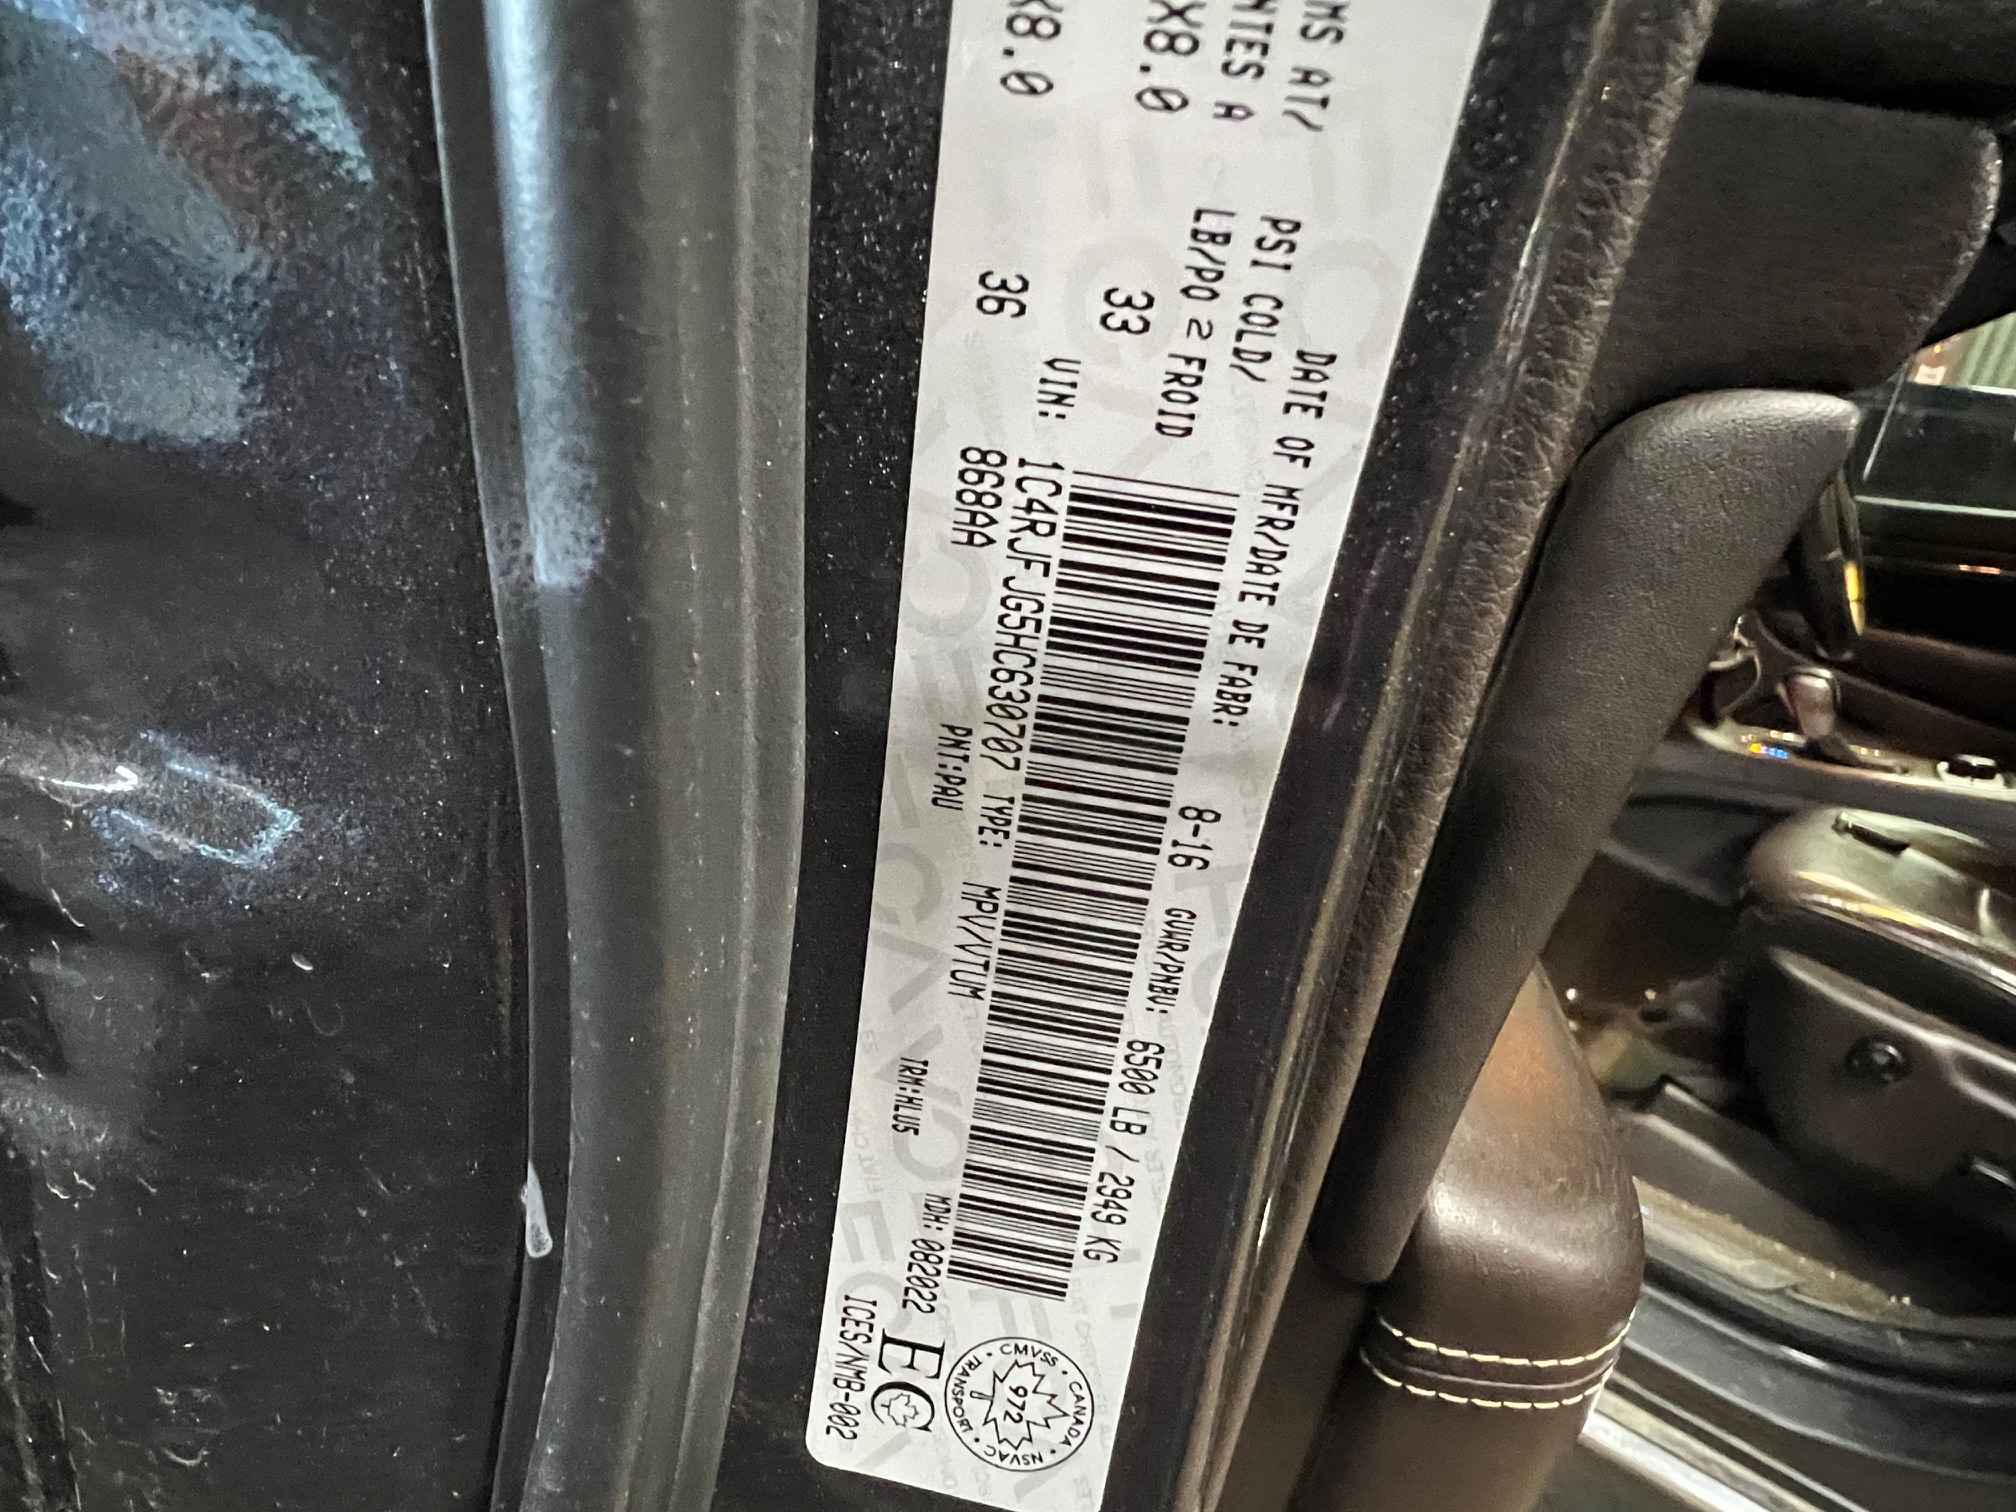 MS AT/ PSI COLD/
MTES A LB/PO 2 FROID
X8.0 33
X8.0 36
DATE OF MFR/DATE DE FABR: 8-16 GVWR/PNBV: 6500 LB / 2949 KG
VIN: 1C4RJFJG5HC630707 TYPE: MPV/VTUM
868AA PNT:PAU TRM:HLU5 MDH: 082022
ICES/NMB-002
EC
CMVSS • CANADA • NSVAC • TRANSPORT
972